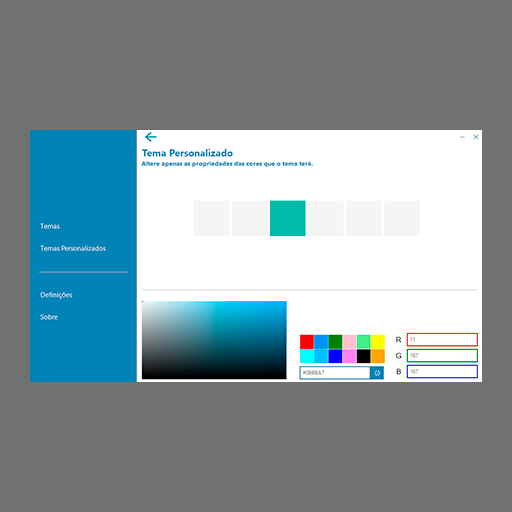 Tema Personalizado
Altere apenas as propriedades das cores que o tema terá.
Temas
Temas Personalizados
Definições
Sobre
R 11
G 187
B 167
#0BBBA7